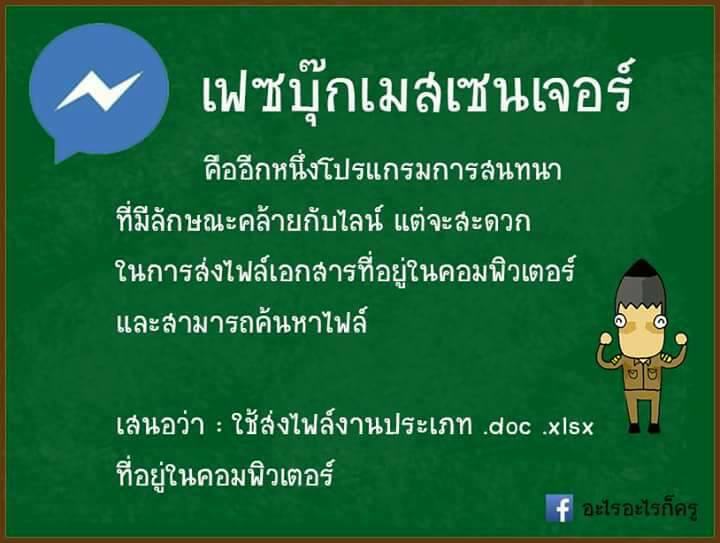 เฟซบุ๊กเมสเซนเจอร์
คืออีกหนึ่งโปรแกรมการสนทนา
ที่มีลักษณะคล้ายกับไลน์ แต่จะสะดวก
ในการส่งไฟล์เอกสารที่อยู่ในคอมพิวเตอร์
และสามารถค้นหาไฟล์
เสนอว่า : ใช้ส่งไฟล์งานประเภท .doc .xlsx
ที่อยู่ในคอมพิวเตอร์
f อะไรอะไรก็ครู